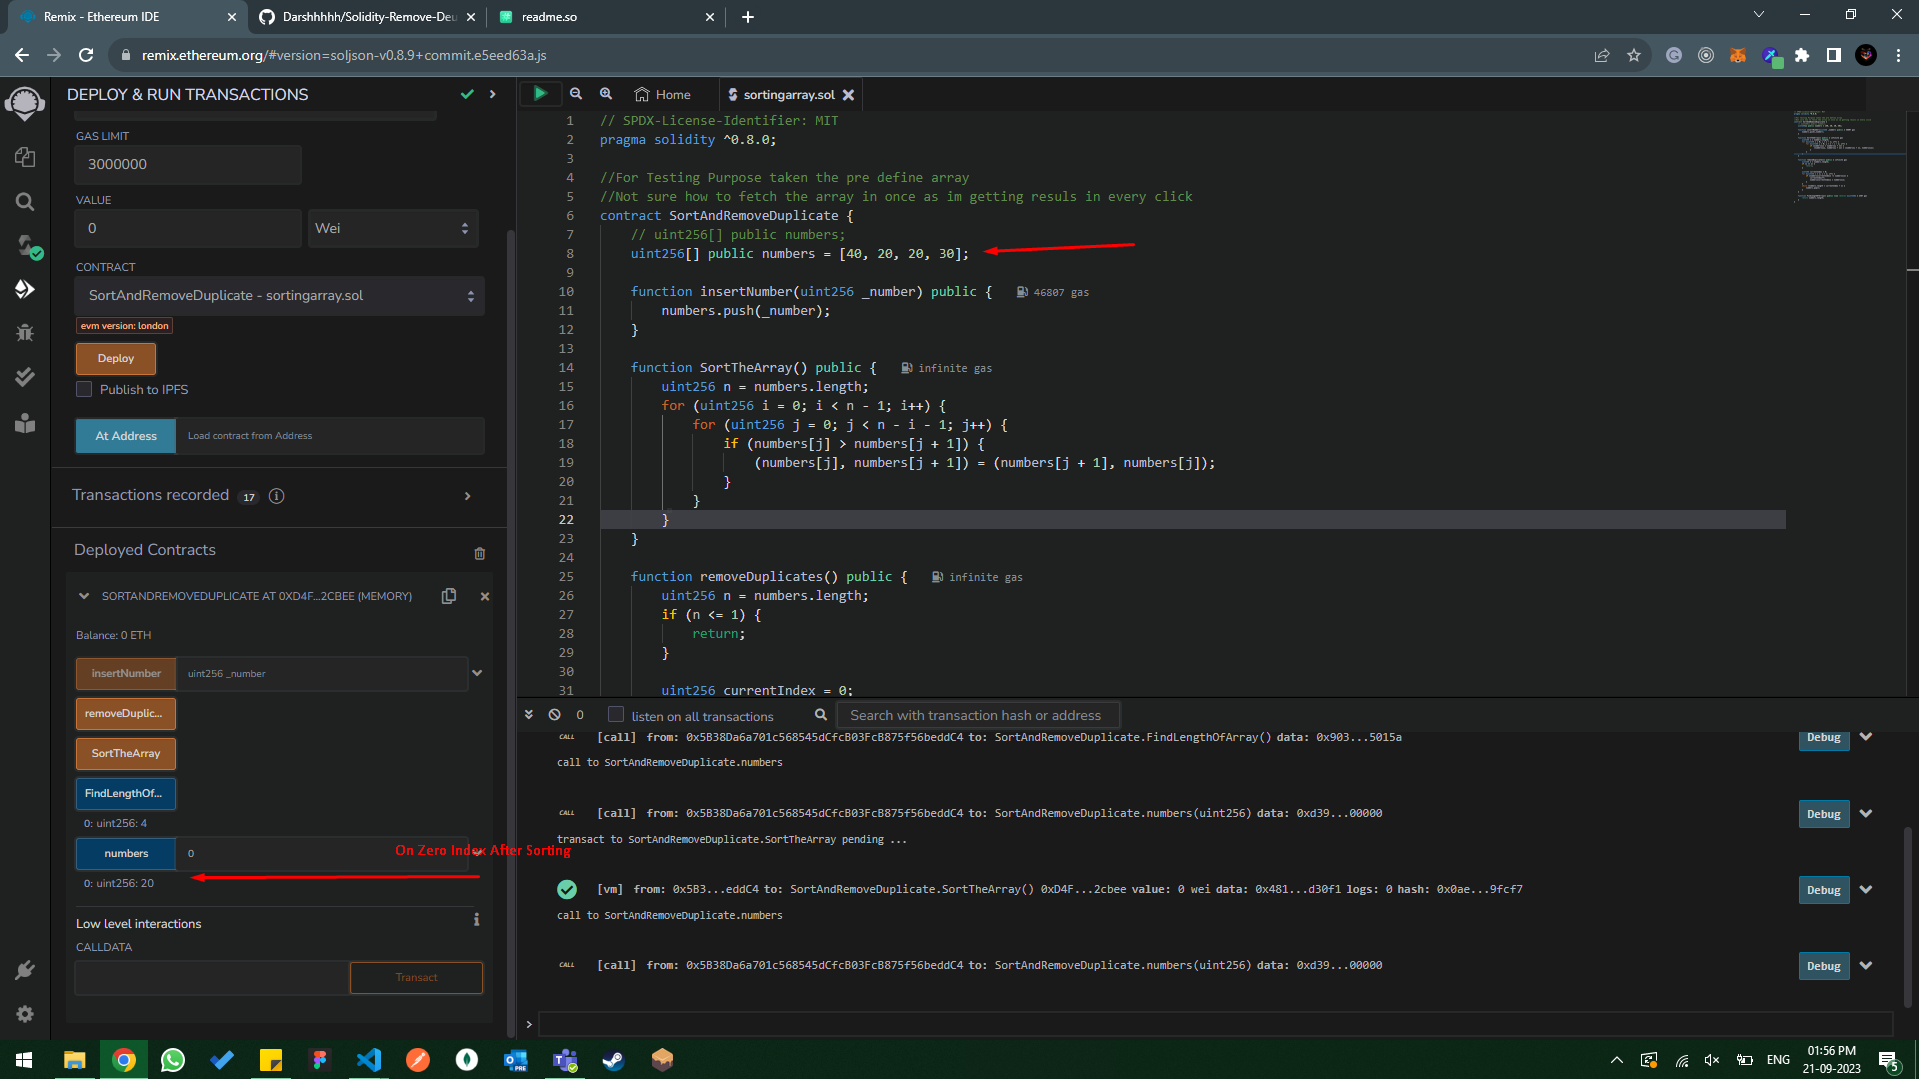 Remix - Ethereum IDE
Darshhhhh/Solidity-Remove-Deu
readme.so
remix.ethereum.org/#version=soljson-v0.8.9+commit.e5eed63a.js
DEPLOY & RUN TRANSACTIONS
GAS LIMIT
3000000
VALUE
0
Wei
CONTRACT
SortAndRemoveDuplicate - sortingarray.sol
evm version: london
Deploy
Publish to IPFS
At Address
Load contract from Address
Transactions recorded 17 i
Deployed Contracts
SORTANDREMOVEDUPLICATE AT 0XD4F...2CBEE (MEMORY)
Balance: 0 ETH
insertNumber
uint256 _number
removeDuplic...
SortTheArray
FindLengthOf...
0: uint256: 4
numbers
0
On Zero Index After Sorting
0: uint256: 20
Low level interactions
CALLDATA
Transact
Home
sortingarray.sol
1 // SPDX-License-Identifier: MIT
2 pragma solidity ^0.8.0;
3
4 //For Testing Purpose taken the pre define array
5 //Not sure how to fetch the array in once as im getting resuls in every click
6 contract SortAndRemoveDuplicate {
7 // uint256[] public numbers;
8 uint256[] public numbers = [40, 20, 20, 30];
9
10 function insertNumber(uint256 _number) public { 46807 gas
11 numbers.push(_number);
12 }
13
14 function SortTheArray() public { infinite gas
15 uint256 n = numbers.length;
16 for (uint256 i = 0; i < n - 1; i++) {
17 for (uint256 j = 0; j < n - i - 1; j++) {
18 if (numbers[j] > numbers[j + 1]) {
19 (numbers[j], numbers[j + 1]) = (numbers[j + 1], numbers[j]);
20 }
21 }
22 }
23 }
24
25 function removeDuplicates() public { infinite gas
26 uint256 n = numbers.length;
27 if (n <= 1) {
28 return;
29 }
30
31 uint256 currentIndex = 0;
0
listen on all transactions
Search with transaction hash or address
CALL [call] from: 0x5B38Da6a701c568545dCfcB03FcB875f56beddC4 to: SortAndRemoveDuplicate.FindLengthOfArray() data: 0x903...5015a
Debug
call to SortAndRemoveDuplicate.numbers
CALL [call] from: 0x5B38Da6a701c568545dCfcB03FcB875f56beddC4 to: SortAndRemoveDuplicate.numbers(uint256) data: 0xd39...00000
Debug
transact to SortAndRemoveDuplicate.SortTheArray pending ...
[vm] from: 0x5B3...eddC4 to: SortAndRemoveDuplicate.SortTheArray() 0xD4F...2cbee value: 0 wei data: 0x481...d30f1 logs: 0 hash: 0x0ae...9fcf7
Debug
call to SortAndRemoveDuplicate.numbers
CALL [call] from: 0x5B38Da6a701c568545dCfcB03FcB875f56beddC4 to: SortAndRemoveDuplicate.numbers(uint256) data: 0xd39...00000
Debug
>
ENG
01:56 PM
21-09-2023
5